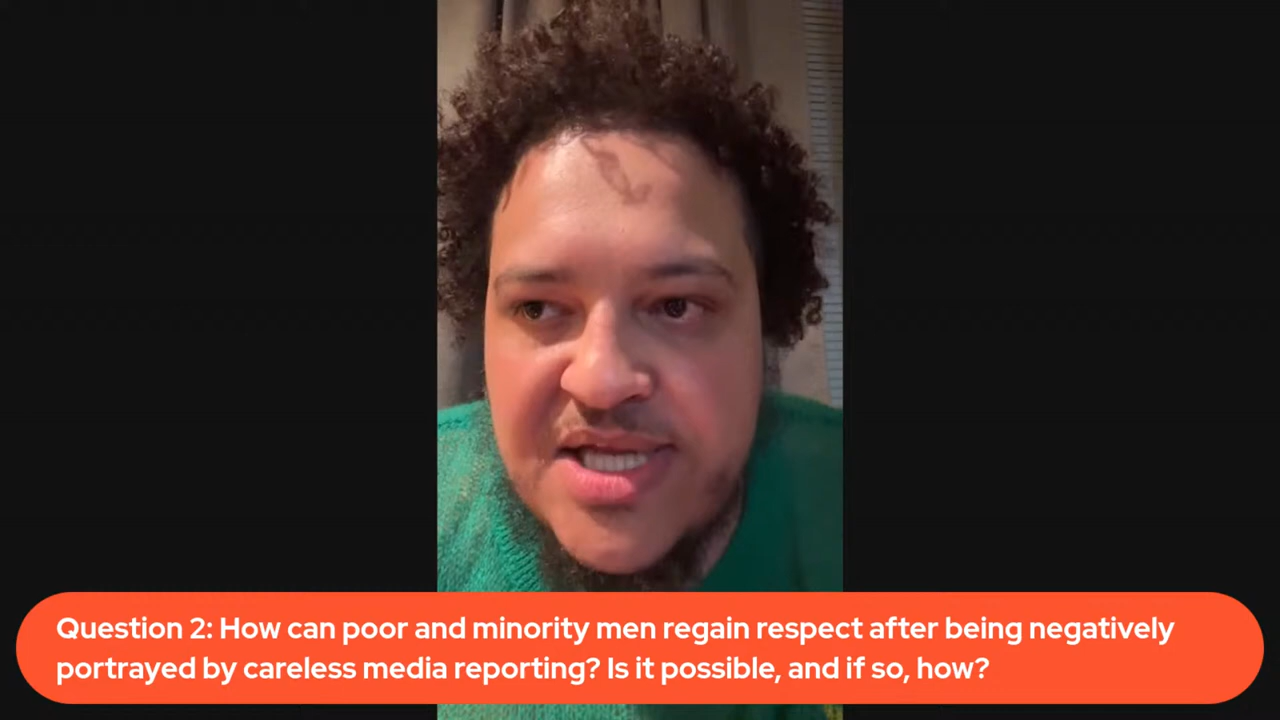 Question 2: How can poor and minority men regain respect after being negatively
portrayed by careless media reporting? Is it possible, and if so, how?